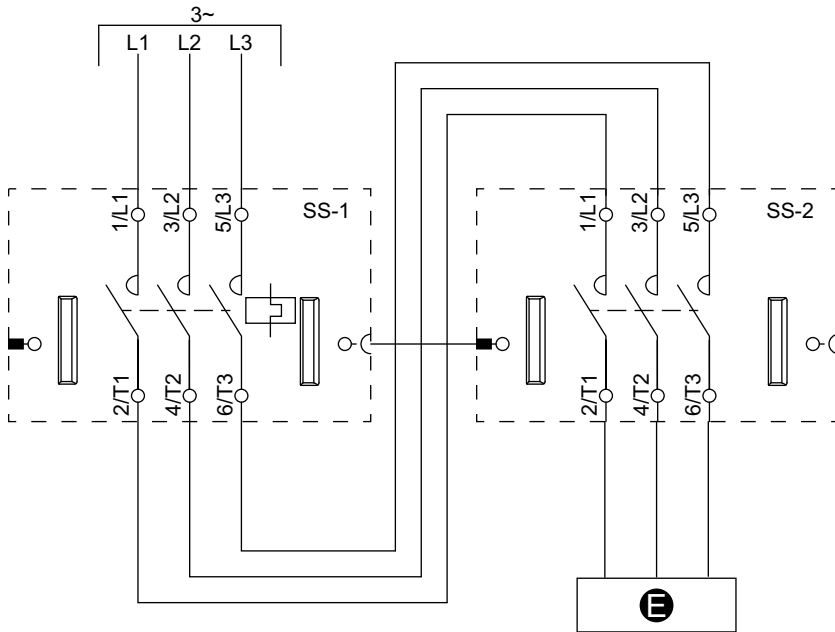 3~
L1 L2 L3
1/L1 3/L2 5/L3 SS-1
1/L1 3/L2 5/L3 SS-2
2/T1 4/T2 6/T3
2/T1 4/T2 6/T3
E